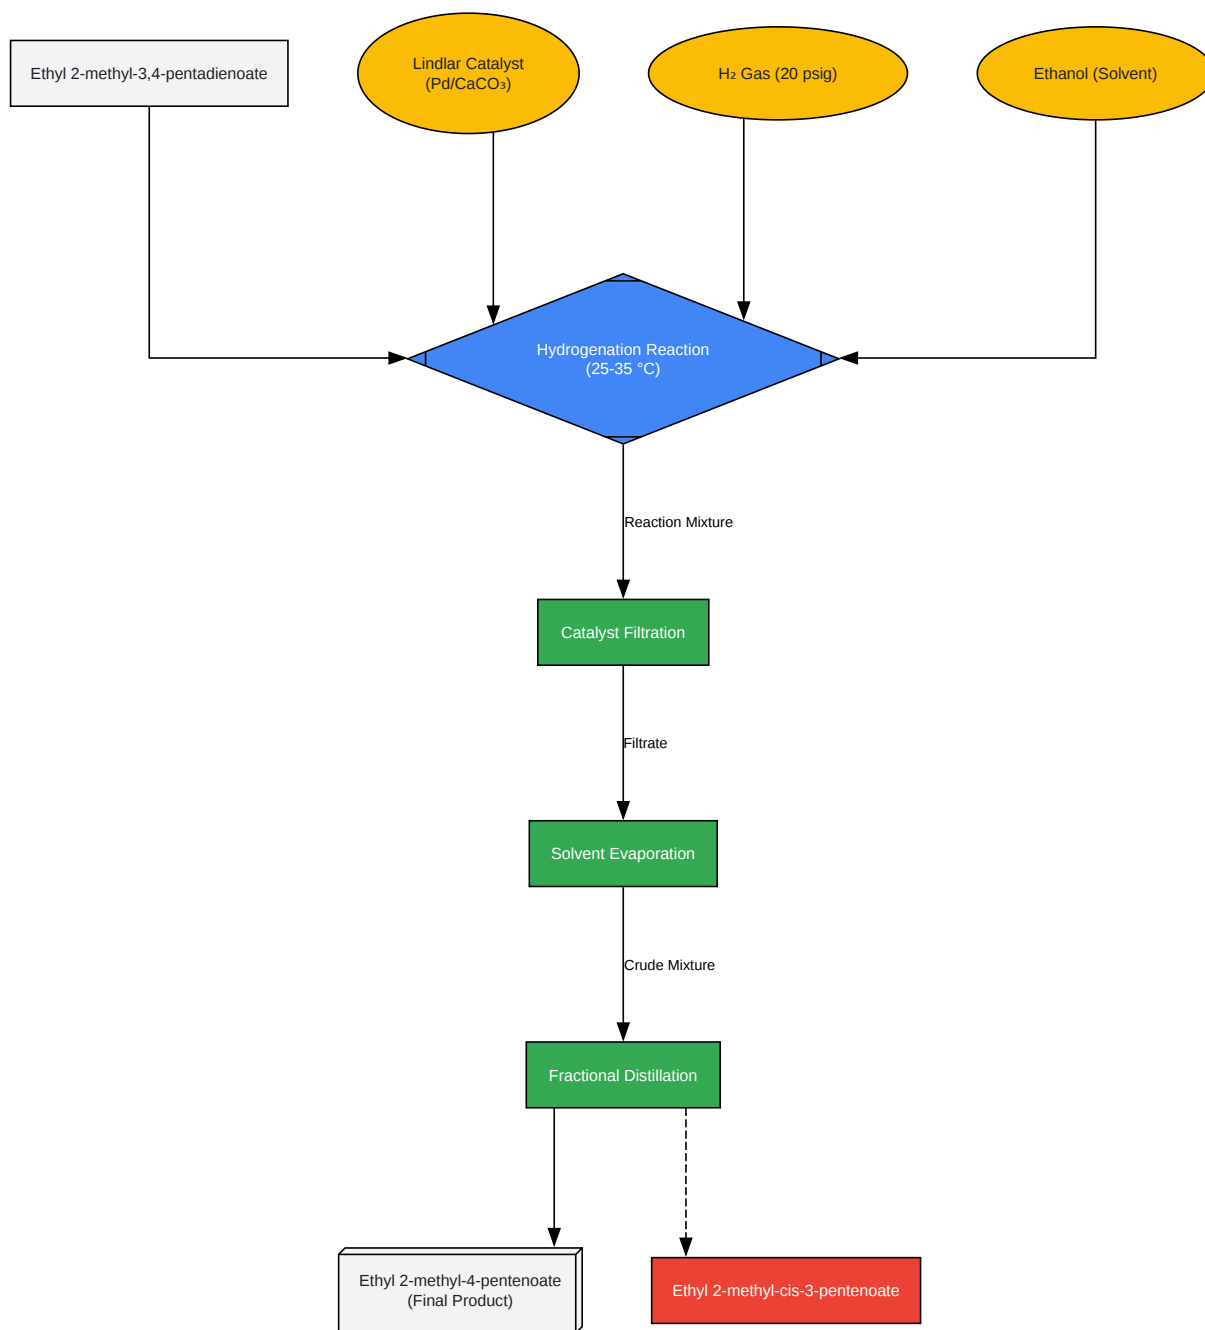 Ethyl 2-methyl-3,4-pentadienoate
Lindlar Catalyst
(Pd/CaCO₃)
H₂ Gas (20 psig)
Ethanol (Solvent)
Hydrogenation Reaction
(25-35 °C)
Reaction Mixture
Catalyst Filtration
Filtrate
Solvent Evaporation
Crude Mixture
Fractional Distillation
Ethyl 2-methyl-4-pentenoate
(Final Product)
Ethyl 2-methyl-cis-3-pentenoate